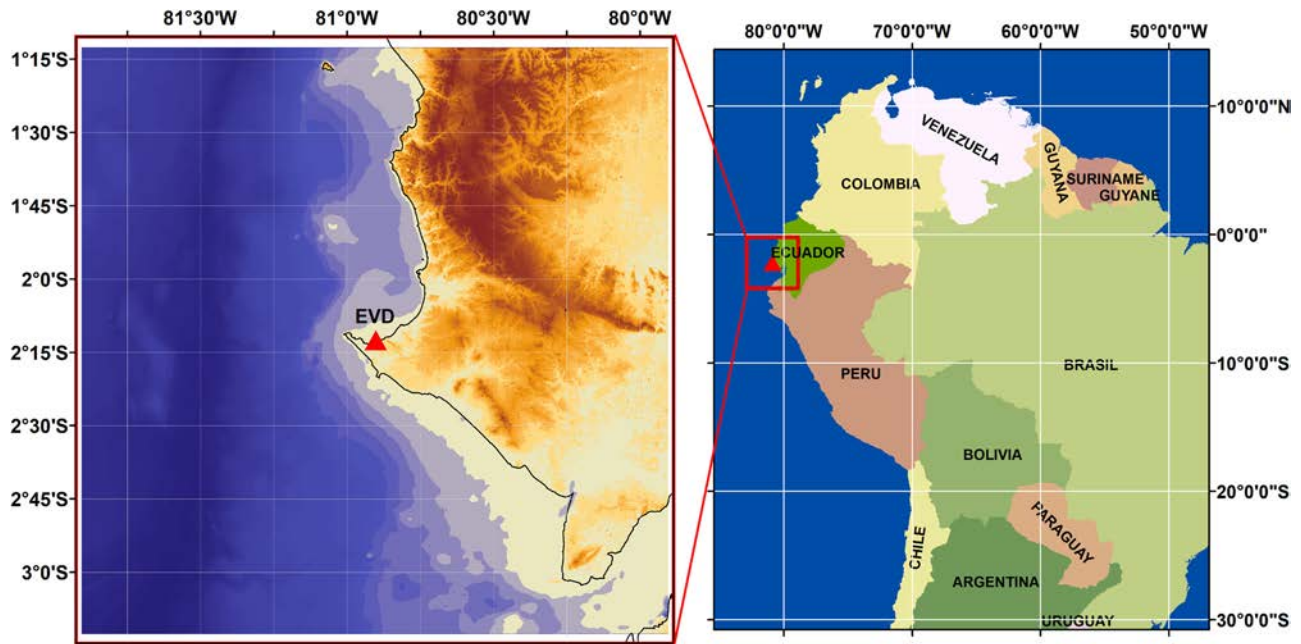 81°30'W 81°0'W 80°30'W 80°0'W
1°15'S
1°30'S
1°45'S
2°0'S
2°15'S
2°30'S
2°45'S
3°0'S
EVD
80°0'0"W 70°0'0"W 60°0'0"W 50°0'0"W
10°0'0"N
0°0'0"
10°0'0"S
20°0'0"S
30°0'0"S
VENEZUELA
GUYANA
SURINAME
GUYANE
COLOMBIA
ECUADOR
PERU
BRASIL
BOLIVIA
PARAGUAY
CHILE
ARGENTINA
URUGUAY